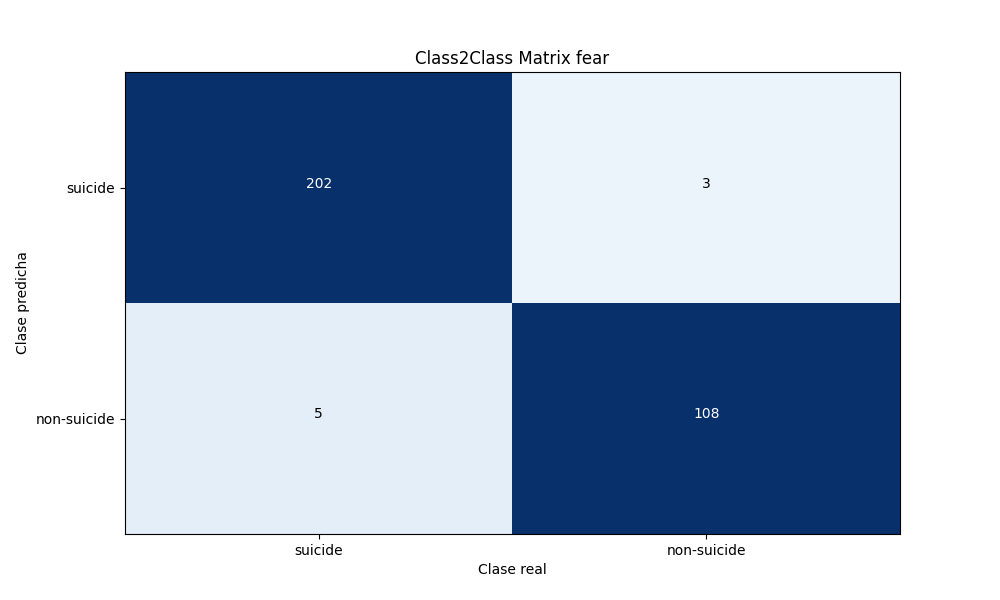 Class2Class Matrix fear
suicide
202
3
Clase predicha
non-suicide
5
108
suicide
non-suicide
Clase real